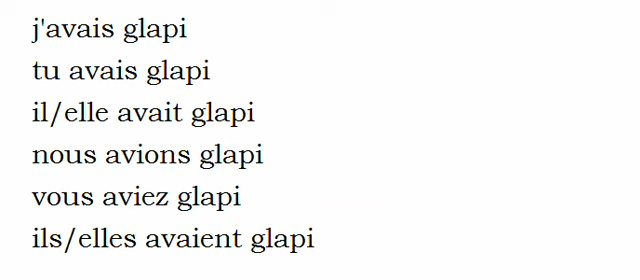 j'avais glapi
tu avais glapi
il/elle avait glapi
nous avions glapi
vous aviez glapi
ils/elles avaient glapi